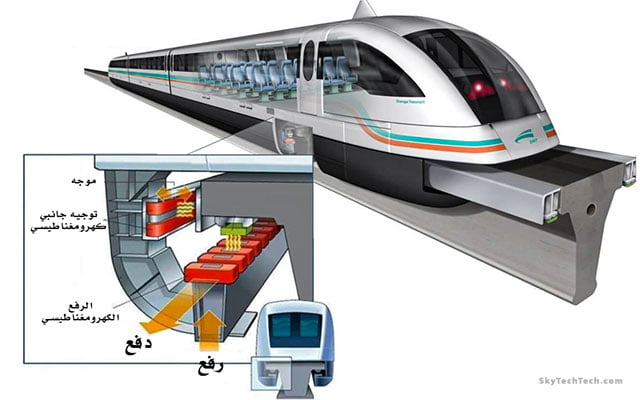 موجه
توجيه جانبي
كهرومغناطيسي
الرفع
الكهرومغناطيسي
دفع
رفع
SkyTechTech.com